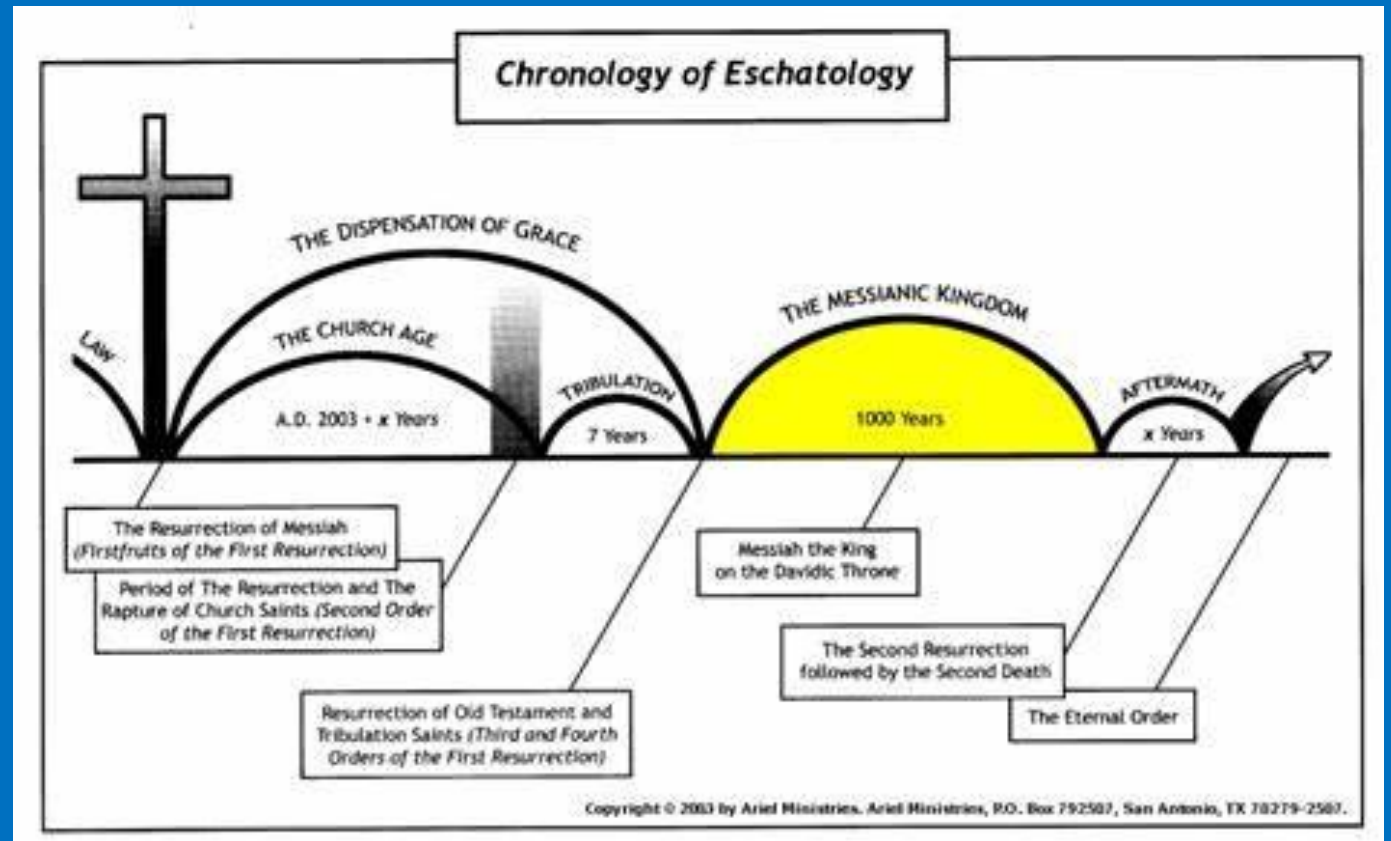 Chronology of Eschatology
LAW
THE DISPENSATION OF GRACE
THE CHURCH AGE
A.D. 2003 + x Years
TRIBULATION
7 Years
THE MESSIANIC KINGDOM
1000 Years
AFTERMATH
x Years
The Resurrection of Messiah
(Firstfruits of the First Resurrection)
Period of The Resurrection and The
Rapture of Church Saints (Second Order
of the First Resurrection)
Resurrection of Old Testament and
Tribulation Saints (Third and Fourth
Orders of the First Resurrection)
Messiah the King
on the Davidic Throne
The Second Resurrection
followed by the Second Death
The Eternal Order
Copyright © 2003 by Ariel Ministries. Ariel Ministries, P.O. Box 792507, San Antonio, TX 78279-2507.